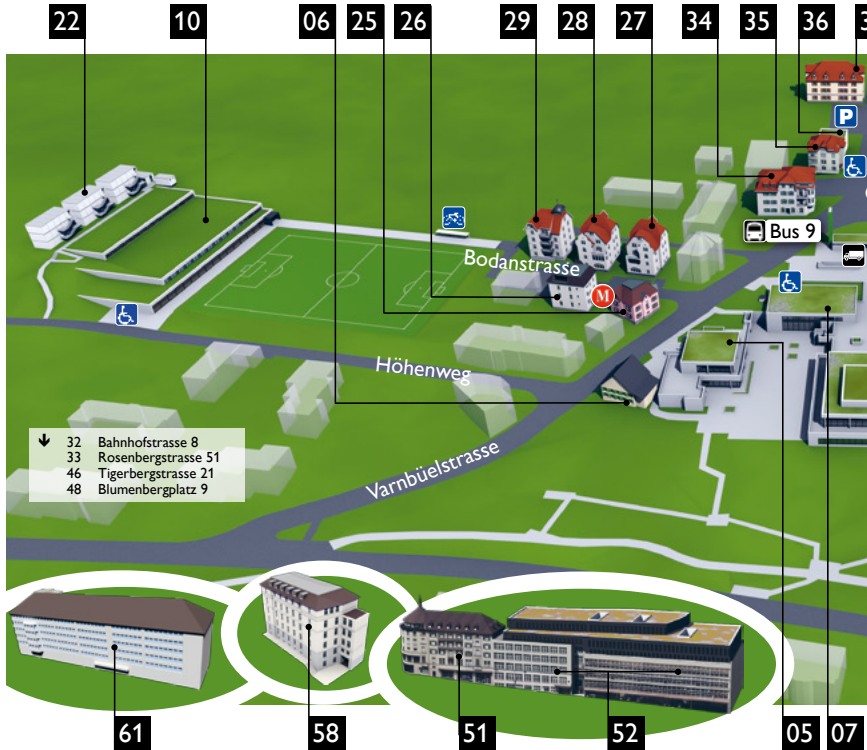 22 10 06 25 26 29 28 27 34 35 36 3
P
Bus 9
Bodanstrasse
M
Höhenweg
Varnbüelstrasse
32 Bahnhofstrasse 8
33 Rosenbergstrasse 51
46 Tigerbergstrasse 21
48 Blumenbergplatz 9
61 58 51 52 05 07